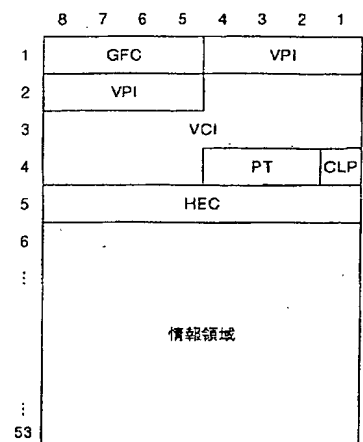 8 7 6 5 4 3 2 1
1 GFC VPI
2 VPI
3 VCI
4 PT CLP
5 HEC
6
⋮
情報領域
⋮
53